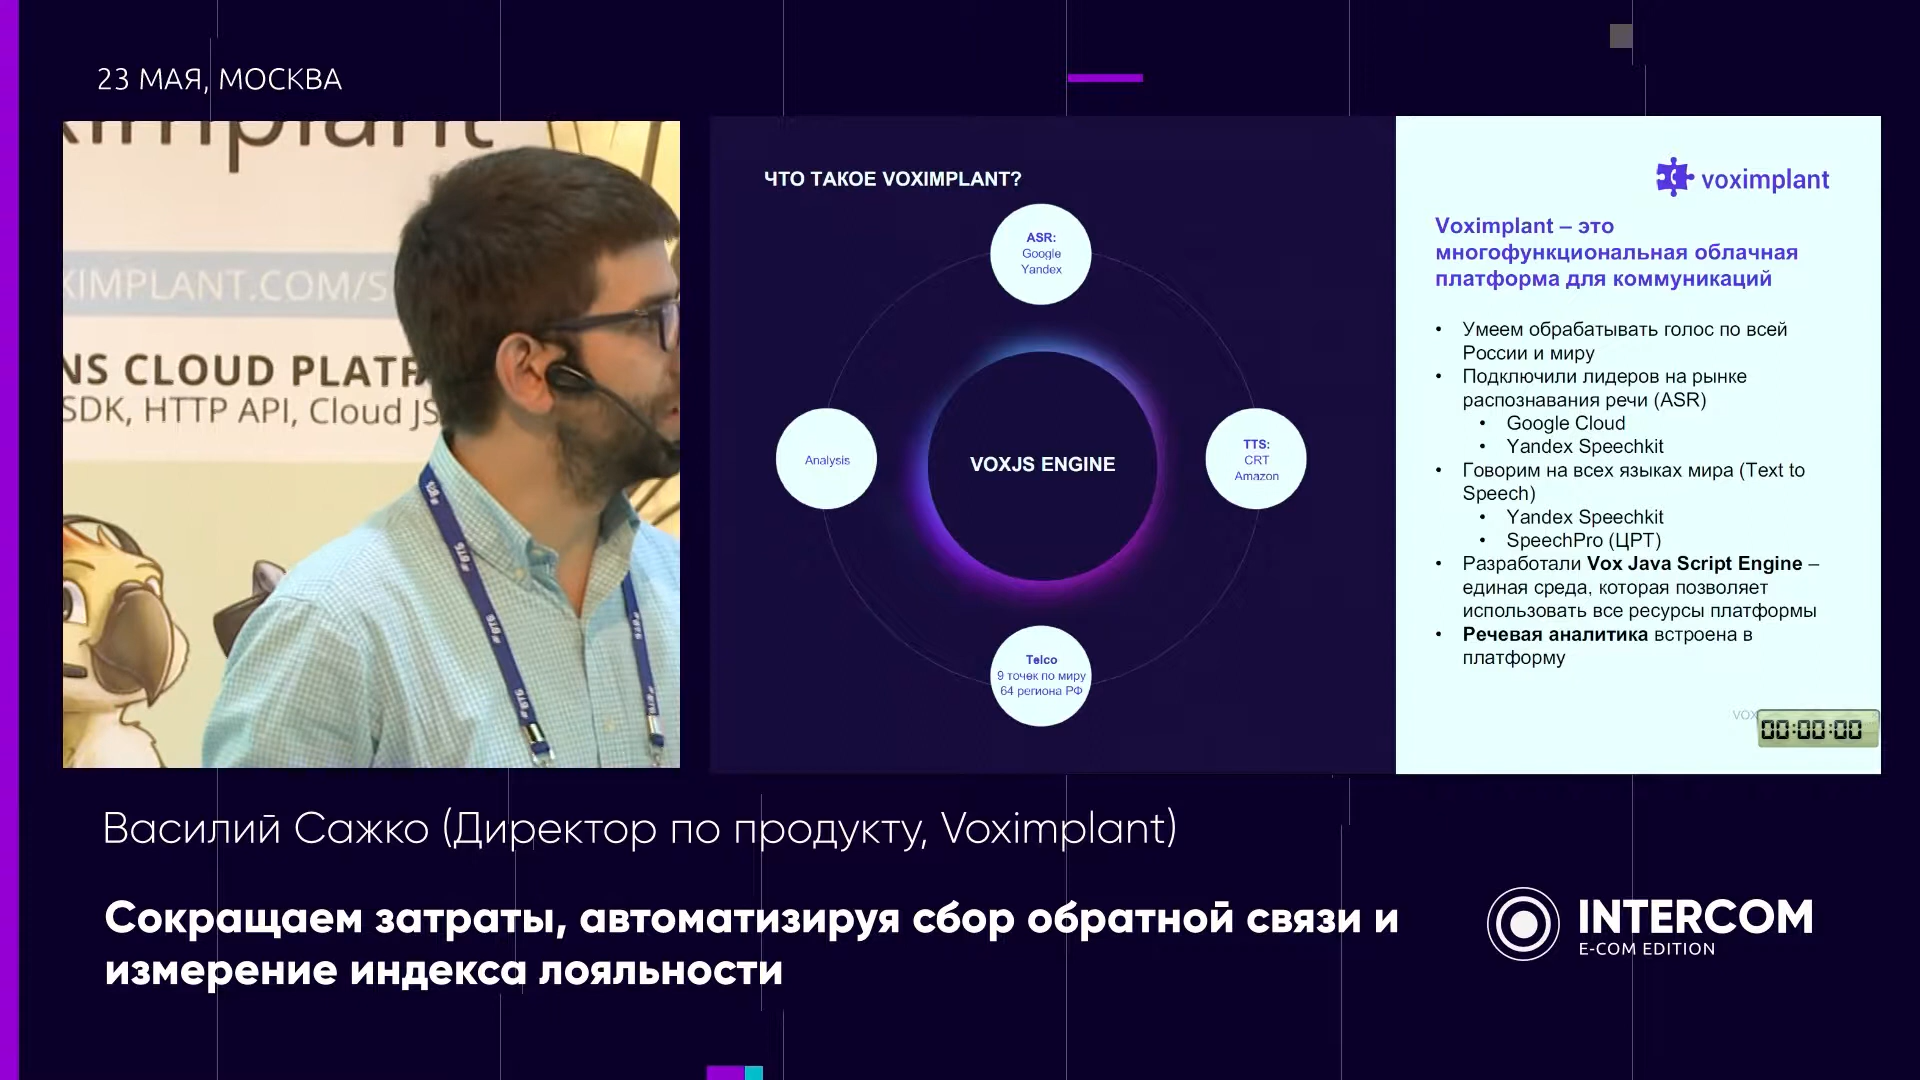 23 МАЯ, МОСКВА
ximplant
XIMPLANT.COM/S
NS CLOUD PLATF
SDK, HTTP API, Cloud JS
ЧТО ТАКОЕ VOXIMPLANT?
ASR:
Google
Yandex
Analysis
VOXJS ENGINE
TTS:
CRT
Amazon
Telco
9 точек по миру
64 региона РФ
voximplant
Voximplant – это
многофункциональная облачная
платформа для коммуникаций
• Умеем обрабатывать голос по всей
России и миру
• Подключили лидеров на рынке
распознавания речи (ASR)
• Google Cloud
• Yandex Speechkit
• Говорим на всех языках мира (Text to
Speech)
• Yandex Speechkit
• SpeechPro (ЦРТ)
• Разработали Vox Java Script Engine –
единая среда, которая позволяет
использовать все ресурсы платформы
• Речевая аналитика встроена в
платформу
VOX
00:00:00
Василий Сажко (Директор по продукту, Voximplant)
Сокращаем затраты, автоматизируя сбор обратной связи и
измерение индекса лояльности
INTERCOM
E-COM EDITION